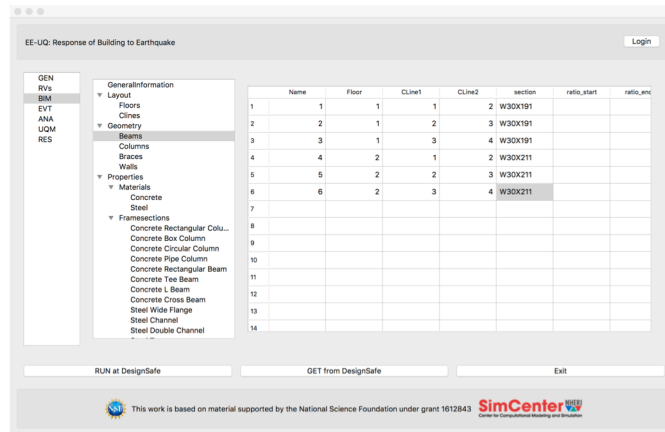 EE-UQ: Response of Building to Earthquake
Login
GEN
RVs
BIM
EVT
ANA
UQM
RES
GeneralInformation
Layout
Floors
Clines
Geometry
Beams
Columns
Braces
Walls
Properties
Materials
Concrete
Steel
Framesections
Concrete Rectangular Colu...
Concrete Box Column
Concrete Circular Column
Concrete Pipe Column
Concrete Rectangular Beam
Concrete Tee Beam
Concrete L Beam
Concrete Cross Beam
Steel Wide Flange
Steel Channel
Steel Double Channel
Name Floor CLine1 CLine2 section ratio_start ratio_end
1 1 1 1 2 W30X191
2 2 1 2 3 W30X191
3 3 1 3 4 W30X191
4 4 2 1 2 W30X211
5 5 2 2 3 W30X211
6 6 2 3 4 W30X211
7
8
9
10
11
12
13
14
RUN at DesignSafe GET from DesignSafe Exit
NSF This work is based on material supported by the National Science Foundation under grant 1612843 SimCenter NHERI
Center for Computational Modeling and Simulation